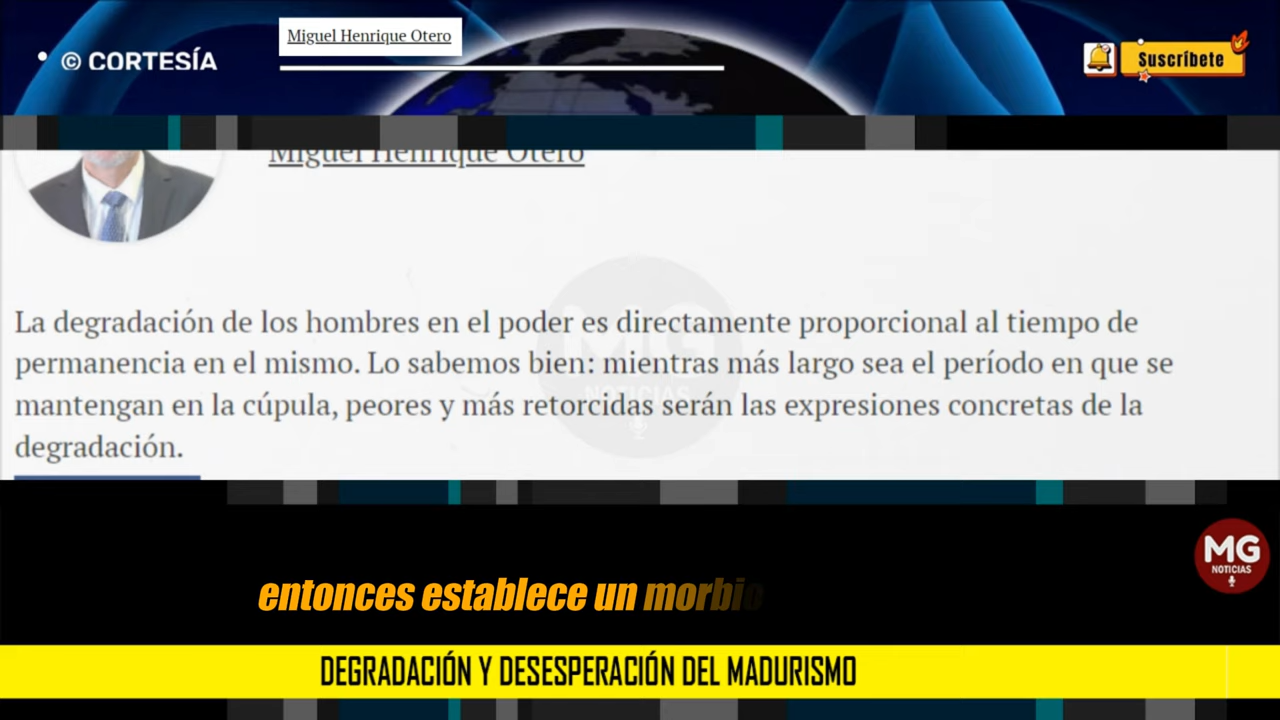 © CORTESÍA
Miguel Henrique Otero
Suscríbete
Miguel Henrique Otero
La degradación de los hombres en el poder es directamente proporcional al tiempo de
permanencia en el mismo. Lo sabemos bien: mientras más largo sea el período en que se
mantengan en la cúpula, peores y más retorcidas serán las expresiones concretas de la
degradación.
MG
NOTICIAS
MG
NOTICIAS
entonces establece un morbio
DEGRADACIÓN Y DESESPERACIÓN DEL MADURISMO